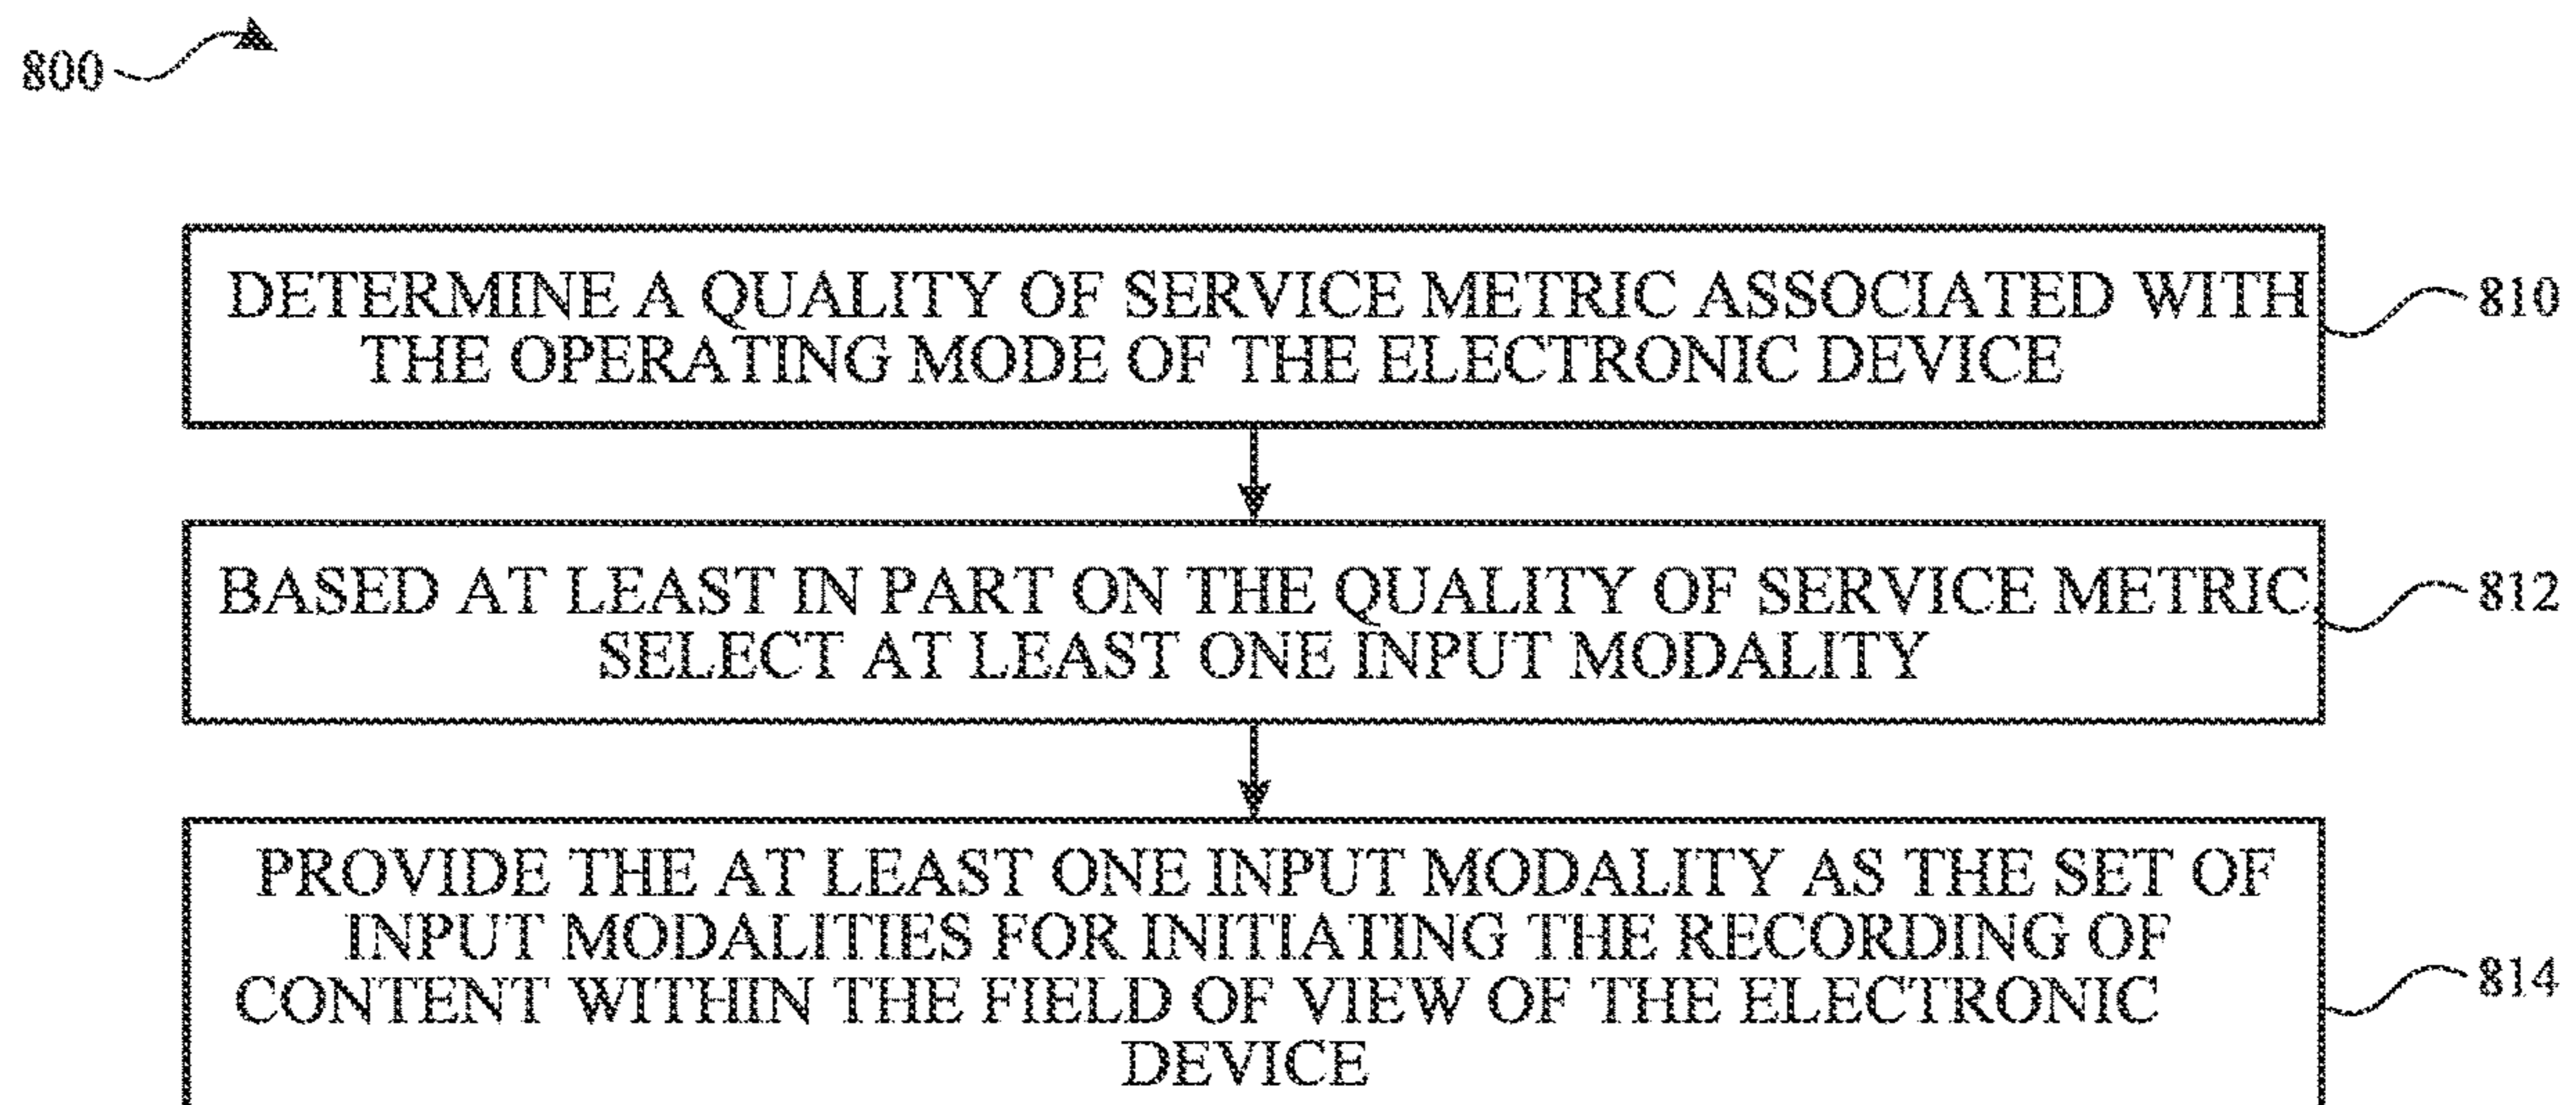 800
DETERMINE A QUALITY OF SERVICE METRIC ASSOCIATED WITH
THE OPERATING MODE OF THE ELECTRONIC DEVICE
810
BASED AT LEAST IN PART ON THE QUALITY OF SERVICE METRIC,
SELECT AT LEAST ONE INPUT MODALITY
812
PROVIDE THE AT LEAST ONE INPUT MODALITY AS THE SET OF
INPUT MODALITIES FOR INITIATING THE RECORDING OF
CONTENT WITHIN THE FIELD OF VIEW OF THE ELECTRONIC
DEVICE
814